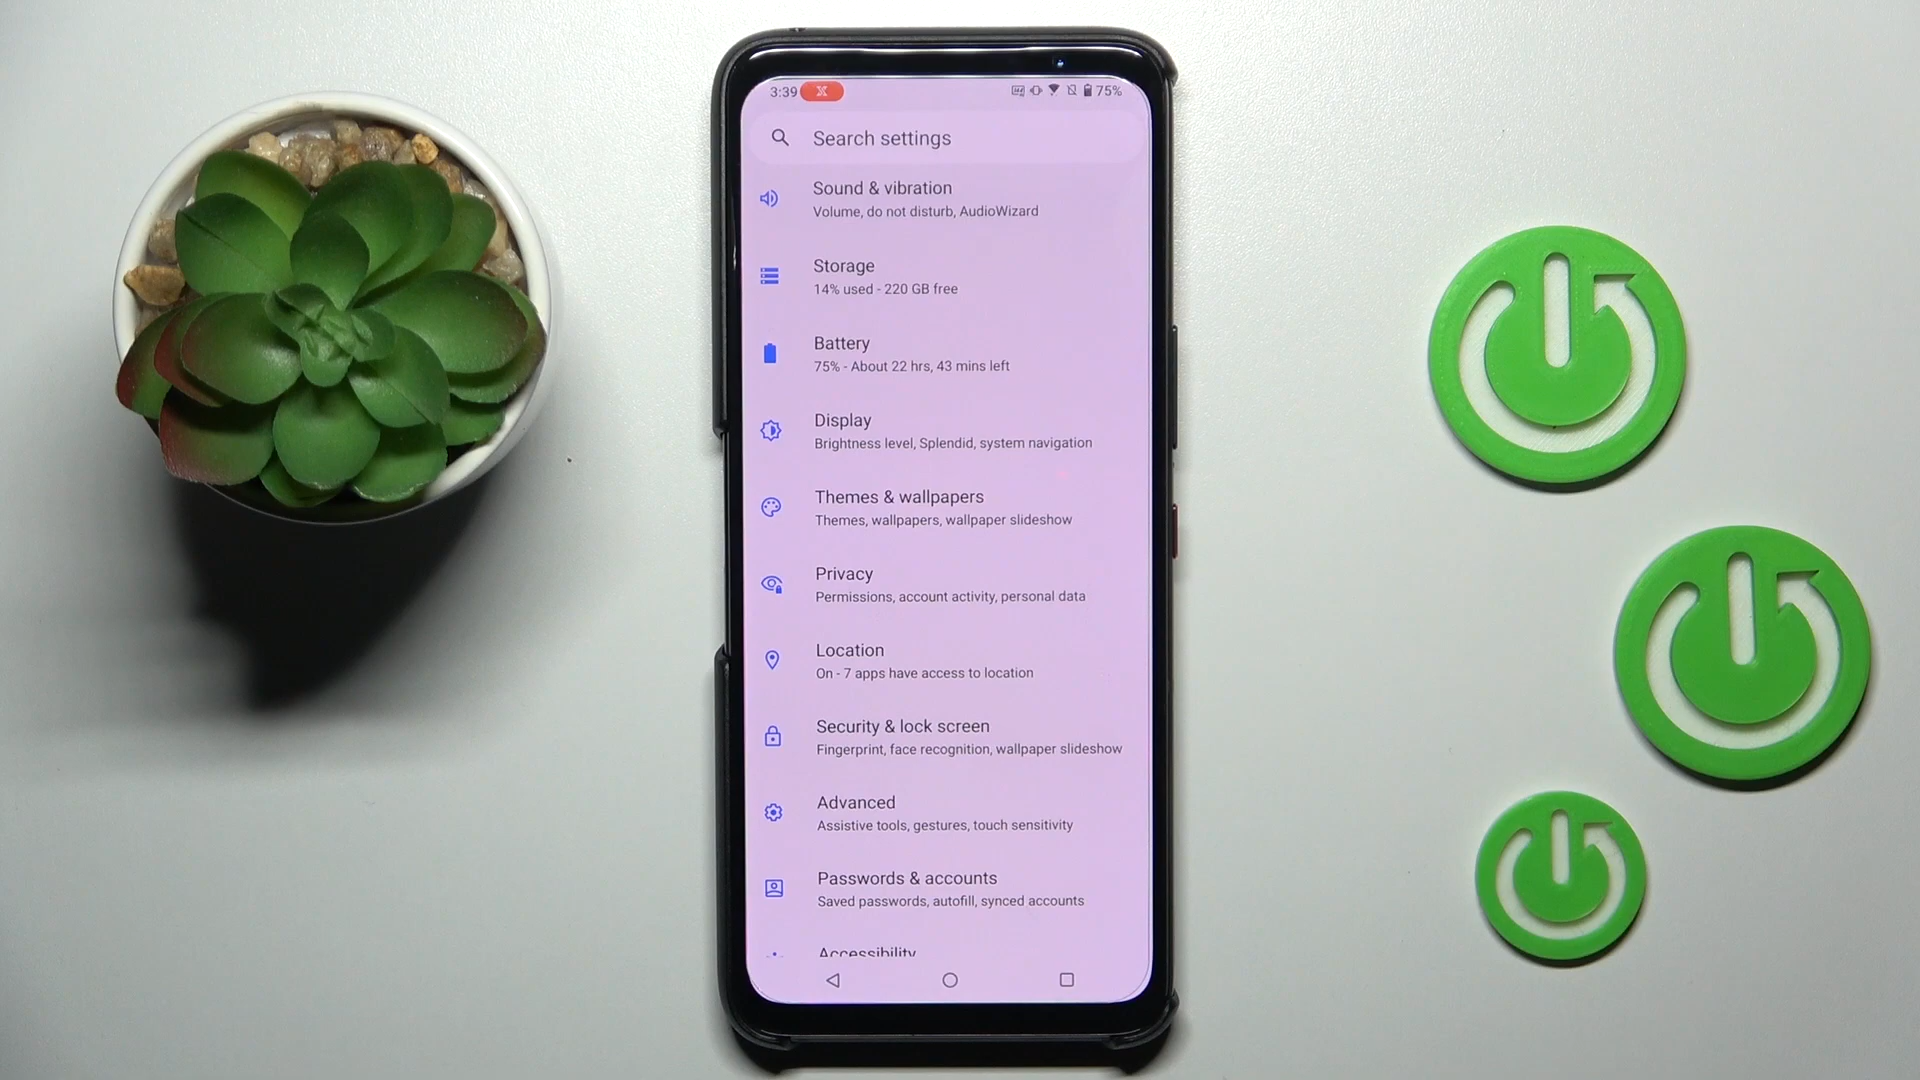 3:39
75%
Search settings
Sound & vibration
Volume, do not disturb, AudioWizard
Storage
14% used - 220 GB free
Battery
75% - About 22 hrs, 43 mins left
Display
Brightness level, Splendid, system navigation
Themes & wallpapers
Themes, wallpapers, wallpaper slideshow
Privacy
Permissions, account activity, personal data
Location
On - 7 apps have access to location
Security & lock screen
Fingerprint, face recognition, wallpaper slideshow
Advanced
Assistive tools, gestures, touch sensitivity
Passwords & accounts
Saved passwords, autofill, synced accounts
Accessibility